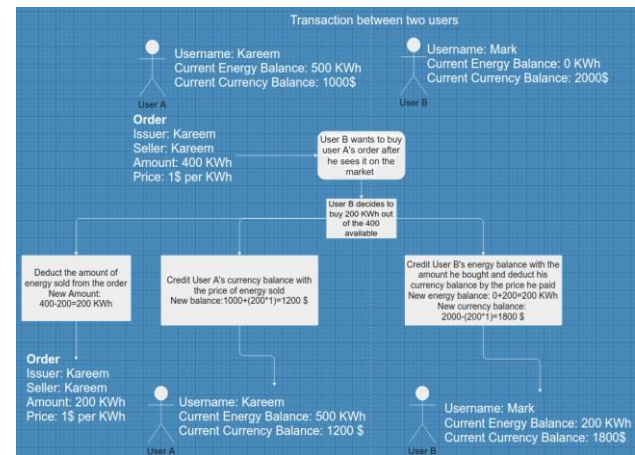 Transaction between two users
Username: Kareem
Current Energy Balance: 500 KWh
Current Currency Balance: 1000$
User A
Username: Mark
Current Energy Balance: 0 KWh
Current Currency Balance: 2000$
User B
Order
Issuer: Kareem
Seller: Kareem
Amount: 400 KWh
Price: 1$ per KWh
User B wants to buy
user A's order after
he sees it on the
market
User B decides to
buy 200 KWh out
of the 400
available
Deduct the amount of
energy sold from the order
New Amount:
400-200=200 KWh
Credit User A's currency balance with
the price of energy sold
New balance:1000+(200*1)=1200 $
Credit User B's energy balance with the
amount he bought and deduct his
currency balance by the price he paid
New energy balance: 0+200=200 KWh
New currency balance:
2000-(200*1)=1800 $
Order
Issuer: Kareem
Seller: Kareem
Amount: 200 KWh
Price: 1$ per KWh
Username: Kareem
Current Energy Balance: 500 KWh
Current Currency Balance: 1200 $
User A
Username: Mark
Current Energy Balance: 200 KWh
Current Currency Balance: 1800$
User B